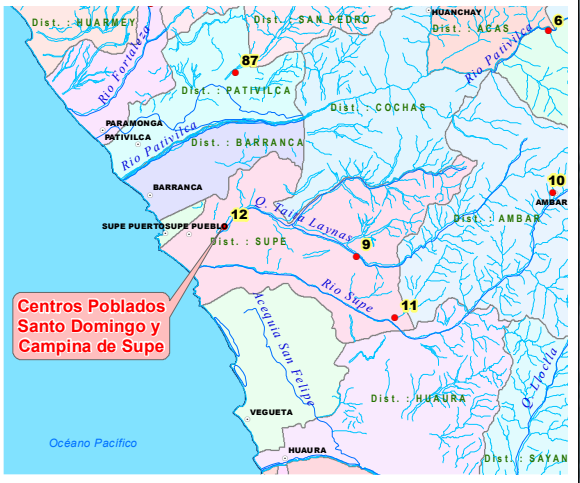 Dist. : HUARMEY
Dist. : SAN PEDRO
HUANCHAY
Dist. : ACAS
6
Rio Fortaleza
87
Rio Pativilca
Dist. : PATIVILCA
Dist. : COCHAS
PARAMONGA
PATIVILCA
Rio Pativilca
Dist. : BARRANCA
BARRANCA
10
AMBAR
Q. Taita Laynas
12
Dist. : AMBAR
SUPE PUERTO
SUPE PUEBLO
Dist. : SUPE
9
Rio Supe
Centros Poblados
Santo Domingo y
Campina de Supe
11
Acequia San Felipe
Q. Lloclla
Dist. : HUAURA
VEGUETA
Océano Pacífico
HUAURA
Dist. : SAYAN